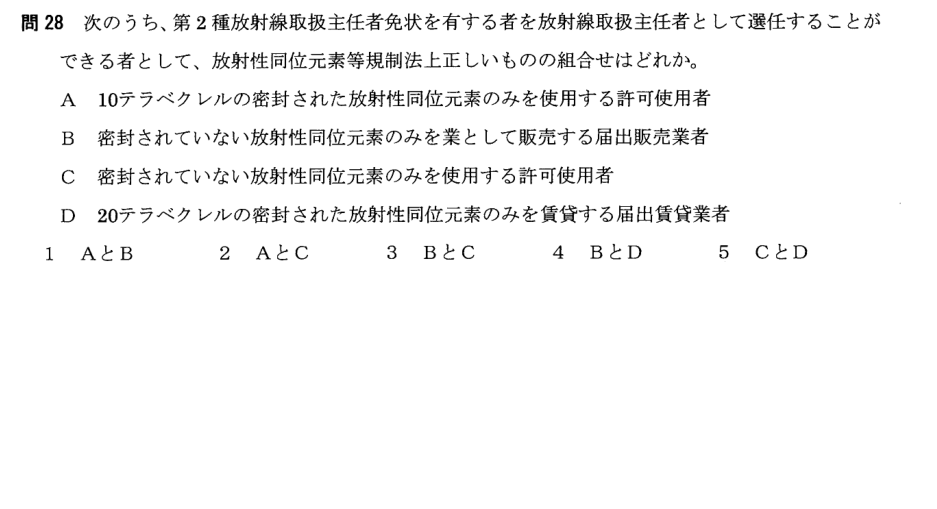 問 28 次のうち、第2種放射線取扱主任者免状を有する者を放射線取扱主任者として選任することが
できる者として、放射性同位元素等規制法上正しいものの組合せはどれか。
A 10テラベクレルの密封された放射性同位元素のみを使用する許可使用者
B 密封されていない放射性同位元素のみを業として販売する届出販売業者
C 密封されていない放射性同位元素のみを使用する許可使用者
D 20テラベクレルの密封された放射性同位元素のみを賃貸する届出賃貸業者
1 AとB 2 AとC 3 BとC 4 BとD 5 CとD